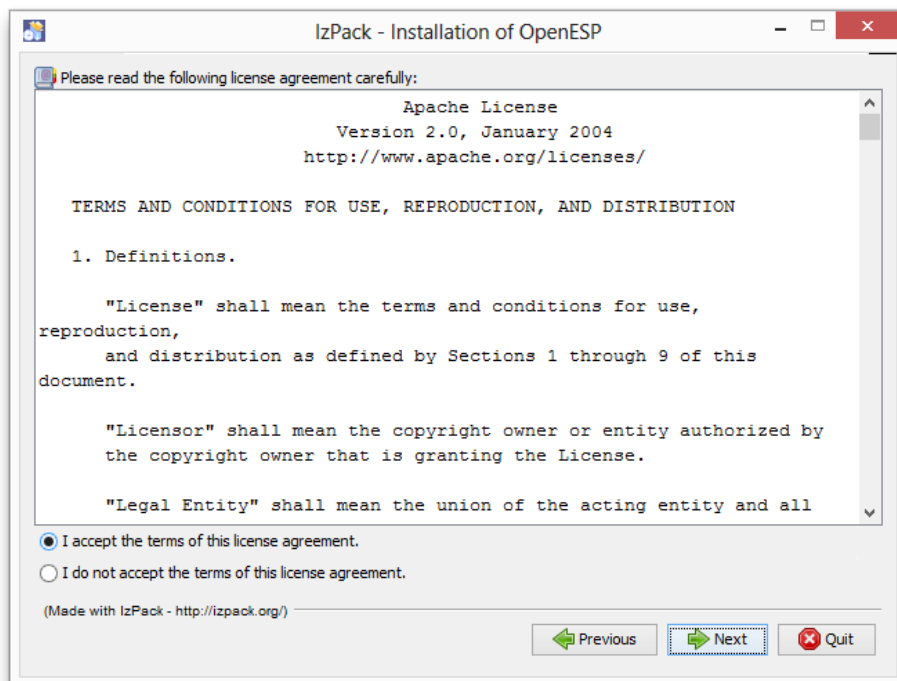 IzPack - Installation of OpenESP
Please read the following license agreement carefully:
Apache License
Version 2.0, January 2004
http://www.apache.org/licenses/
TERMS AND CONDITIONS FOR USE, REPRODUCTION, AND DISTRIBUTION
1. Definitions.
"License" shall mean the terms and conditions for use,
reproduction,
and distribution as defined by Sections 1 through 9 of this
document.
"Licensor" shall mean the copyright owner or entity authorized by
the copyright owner that is granting the License.
"Legal Entity" shall mean the union of the acting entity and all
I accept the terms of this license agreement.
I do not accept the terms of this license agreement.
(Made with IzPack - http://izpack.org/)
Previous Next Quit